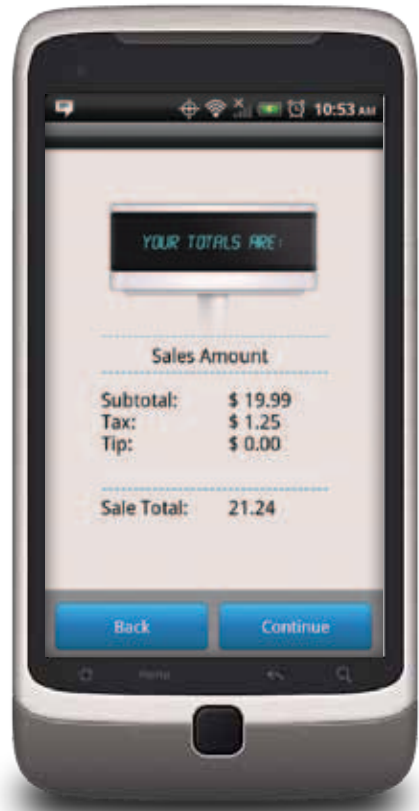 10:53 AM
YOUR TOTALS ARE:
Sales Amount
Subtotal: $ 19.99
Tax: $ 1.25
Tip: $ 0.00
Sale Total: 21.24
Back Continue
menu